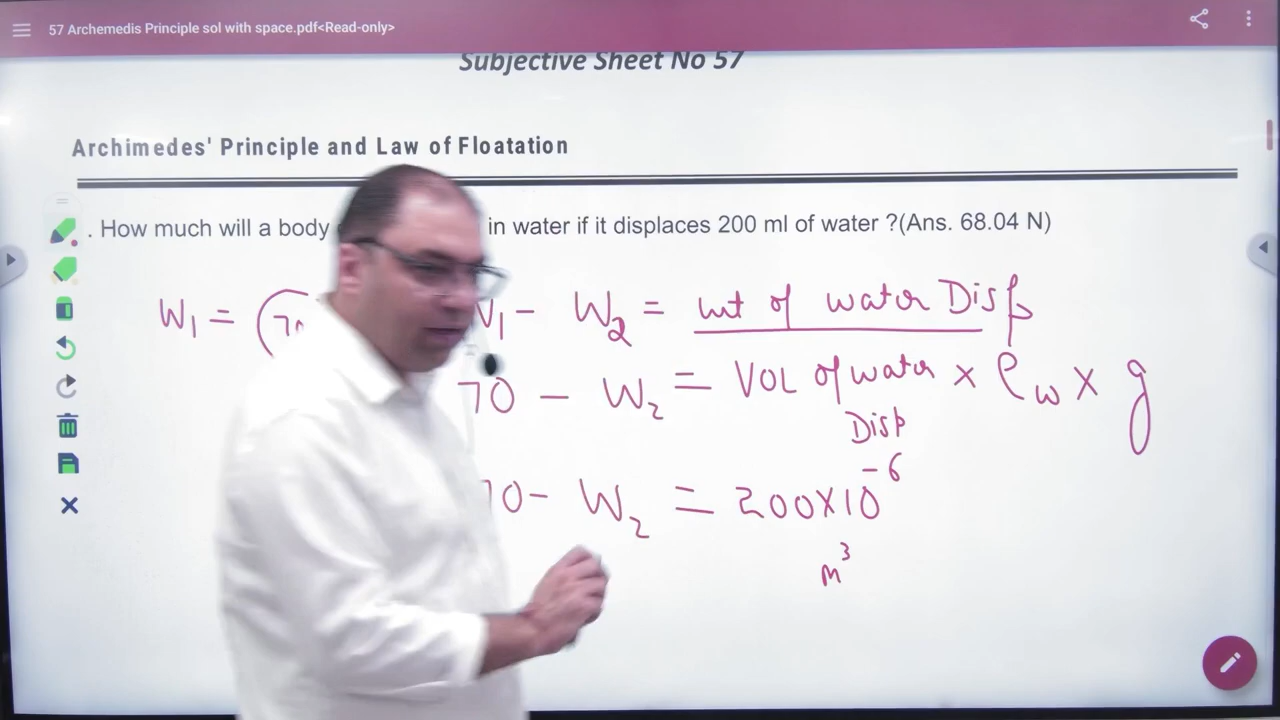 57 Archemedis Principle sol with space.pdf<Read-only>
Subjective Sheet No 57
Archimedes' Principle and Law of Floatation
. How much will a body in water if it displaces 200 ml of water ?(Ans. 68.04 N)
W₁ = W₁ - W₂ = wt of water Disp
70 - W₂ = VOL of water × ρw × g
Disp
70 - W₂ = 200×10⁻⁶
m³